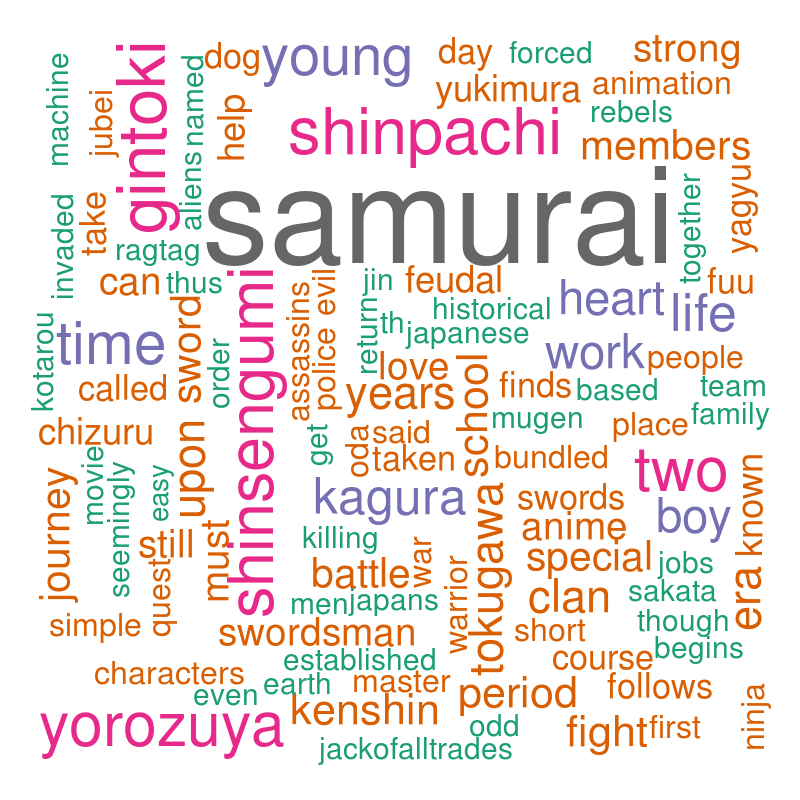 dog
young
day
forced
strong
machine
jubei
gintoki
aliens
named
help
yukimura
animation
rebels
shinpachi
members
samurai
invaded
take
together
yagyu
ragtag
can
thus
jin
feudal
fuu
shinsengumi
assassins
police
evil
return
th
historical
japanese
heart
life
kotarou
time
sword
order
love
work
people
called
years
school
finds
based
team
family
chizuru
upon
get
oda
said
taken
mugen
place
bundled
two
journey
movie
seemingly
easy
kagura
tokugawa
swords
boy
known
still
must
killing
anime
battle
war
special
jobs
era
quest
men
japans
warrior
clan
sakata
simple
swordsman
short
though
begins
established
course
characters
even
earth
master
period
follows
ninja
yorozuya
kenshin
odd
fight
first
jackofalltrades